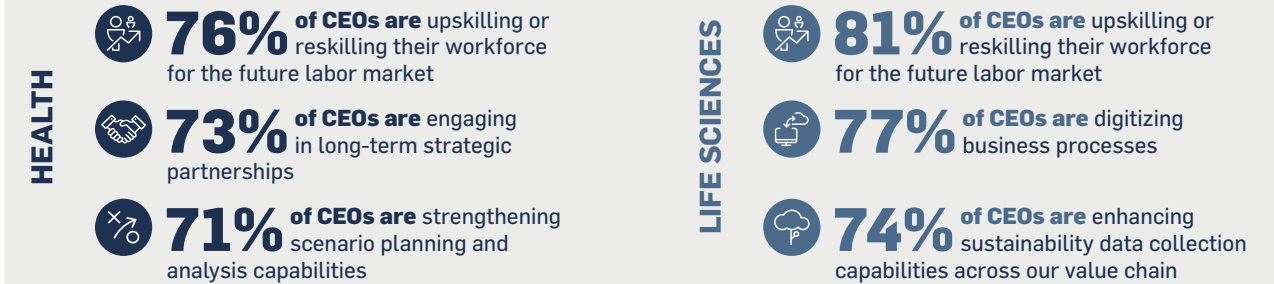 HEALTH
76% of CEOs are upskilling or
reskilling their workforce
for the future labor market
73% of CEOs are engaging
in long-term strategic
partnerships
71% of CEOs are strengthening
scenario planning and
analysis capabilities
LIFE SCIENCES
81% of CEOs are upskilling or
reskilling their workforce
for the future labor market
77% of CEOs are digitizing
business processes
74% of CEOs are enhancing
sustainability data collection
capabilities across our value chain